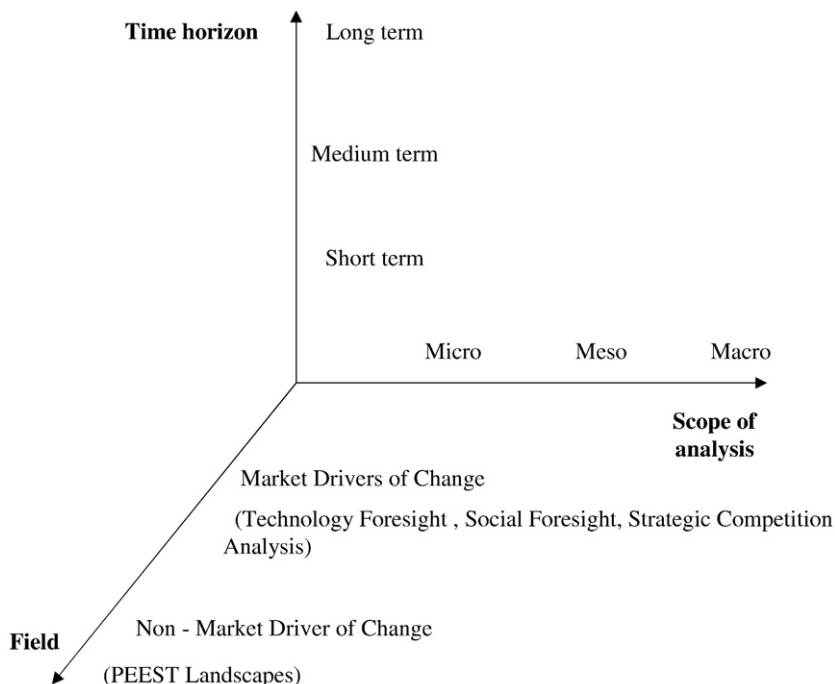 Time horizon
Long term
Medium term
Short term
Micro Meso Macro
Scope of
analysis
Market Drivers of Change
(Technology Foresight , Social Foresight, Strategic Competition
Analysis)
Non - Market Driver of Change
Field
(PEEST Landscapes)